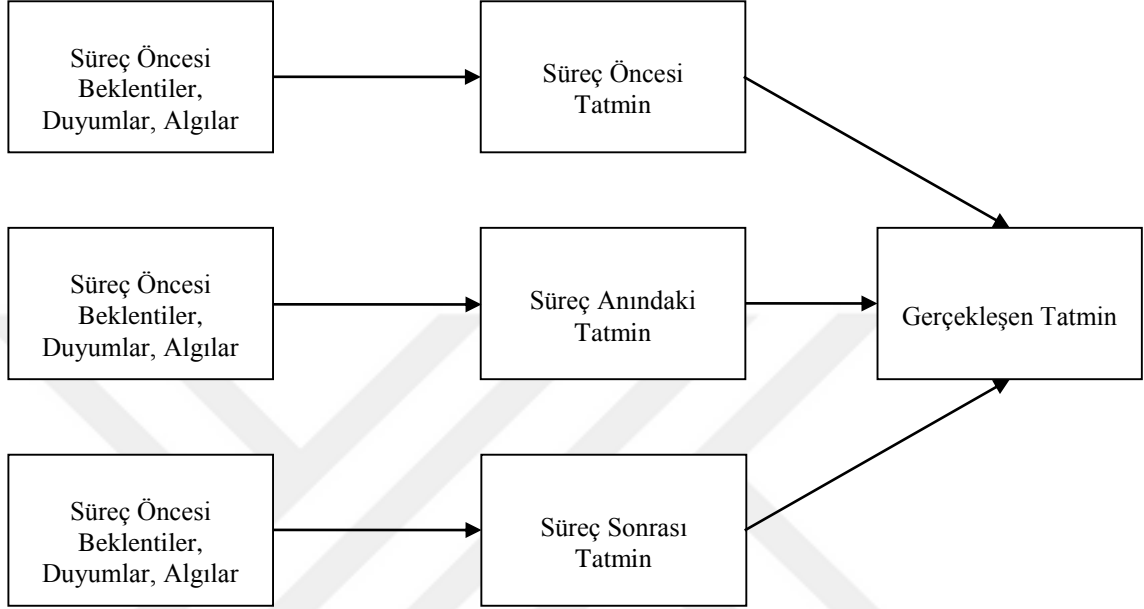 Süreç Öncesi
Beklentiler,
Duyumlar, Algılar
Süreç Öncesi
Tatmin
Süreç Öncesi
Beklentiler,
Duyumlar, Algılar
Süreç Anındaki
Tatmin
Gerçekleşen Tatmin
Süreç Öncesi
Beklentiler,
Duyumlar, Algılar
Süreç Sonrası
Tatmin